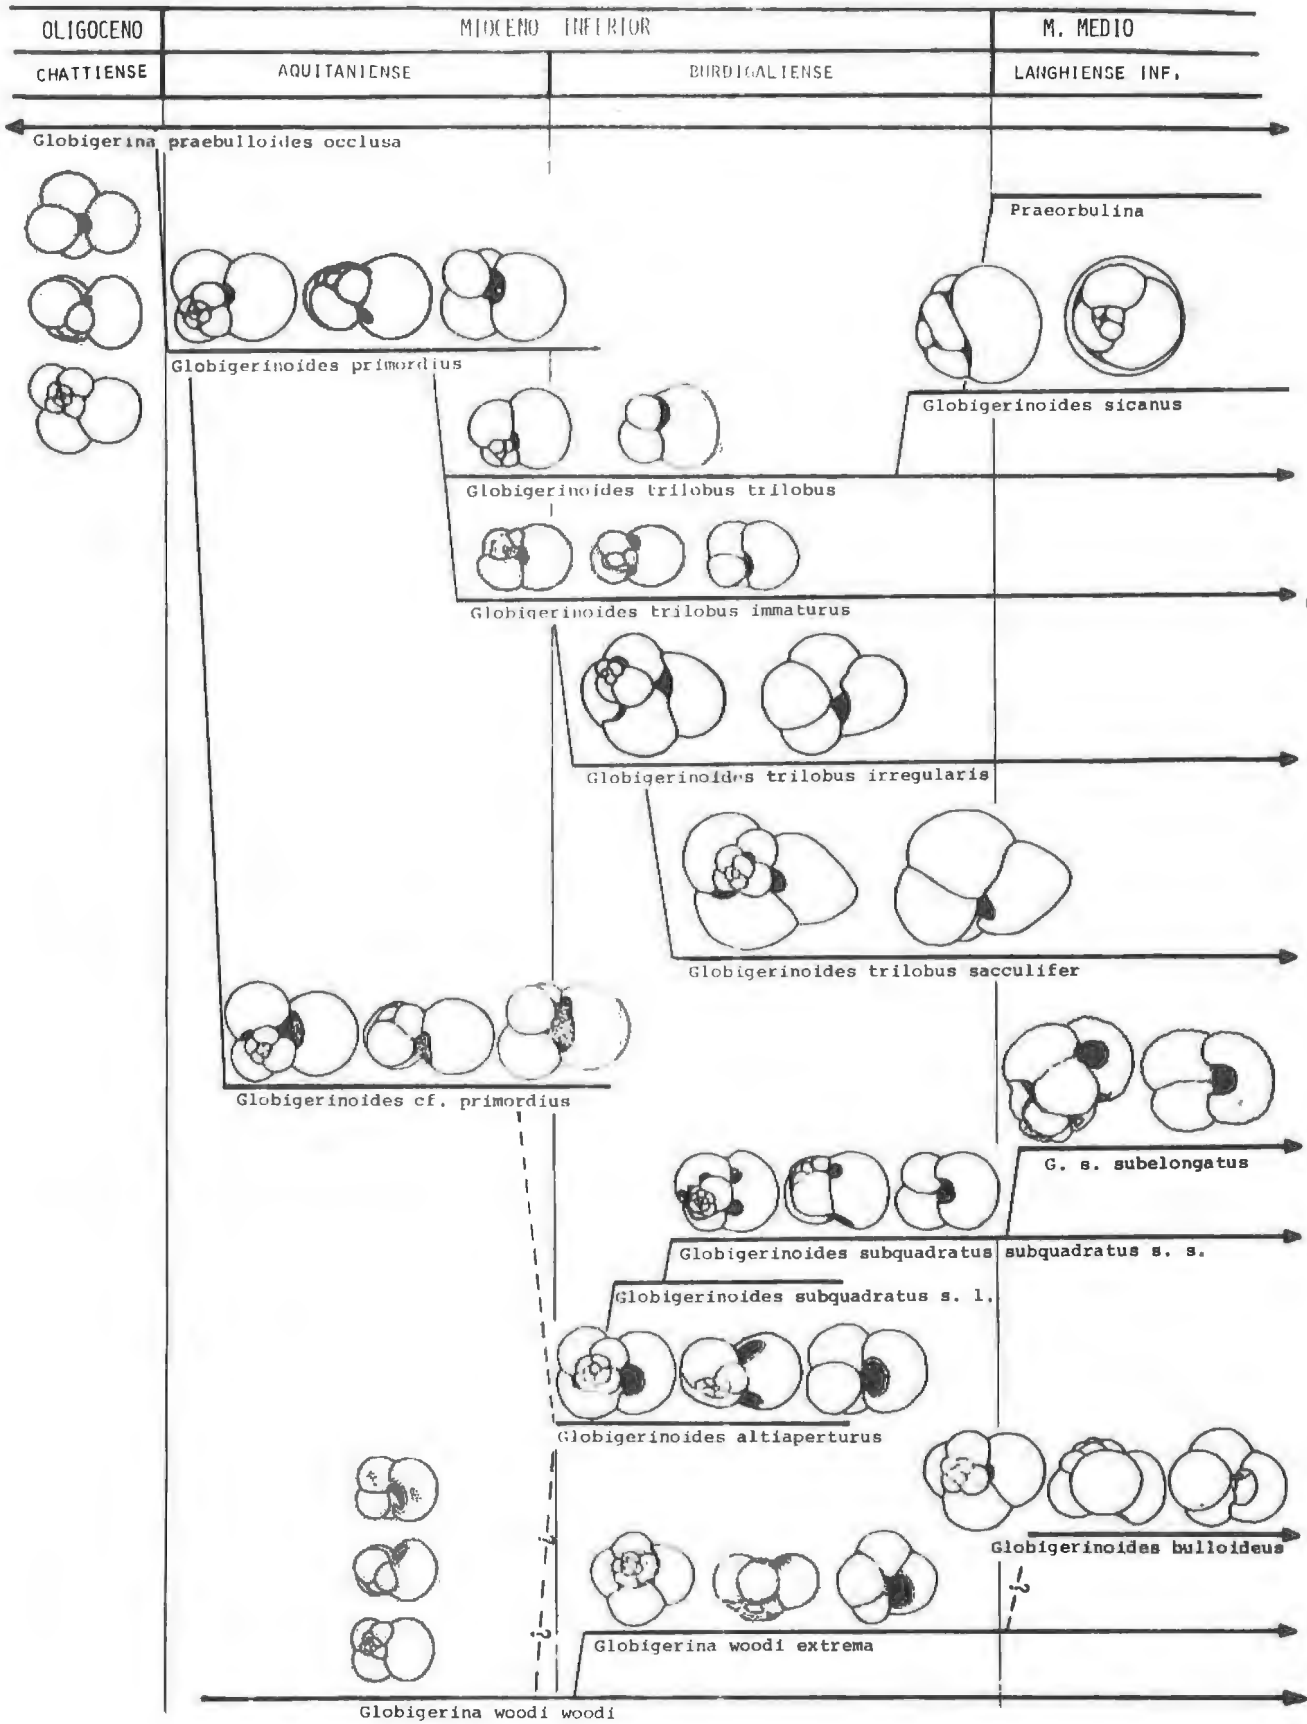 OLIGOCENO MIOCENO INFERIOR M. MEDIO
CHATTIENSE AQUITANIENSE BURDIGALIENSE LANGHIENSE INF.
Globigerina praebulloides occlusa
Praeorbulina
Globigerinoides primordius
Globigerinoides sicanus
Globigerinoides trilobus trilobus
Globigerinoides trilobus immaturus
Globigerinoides trilobus irregularis
Globigerinoides trilobus sacculifer
Globigerinoides cf. primordius
G. s. subelongatus
Globigerinoides subquadratus subquadratus s. s.
Globigerinoides subquadratus s. l.
Globigerinoides altiaperturus
Globigerinoides bulloideus
?
?
?
Globigerina woodi extrema
Globigerina woodi woodi